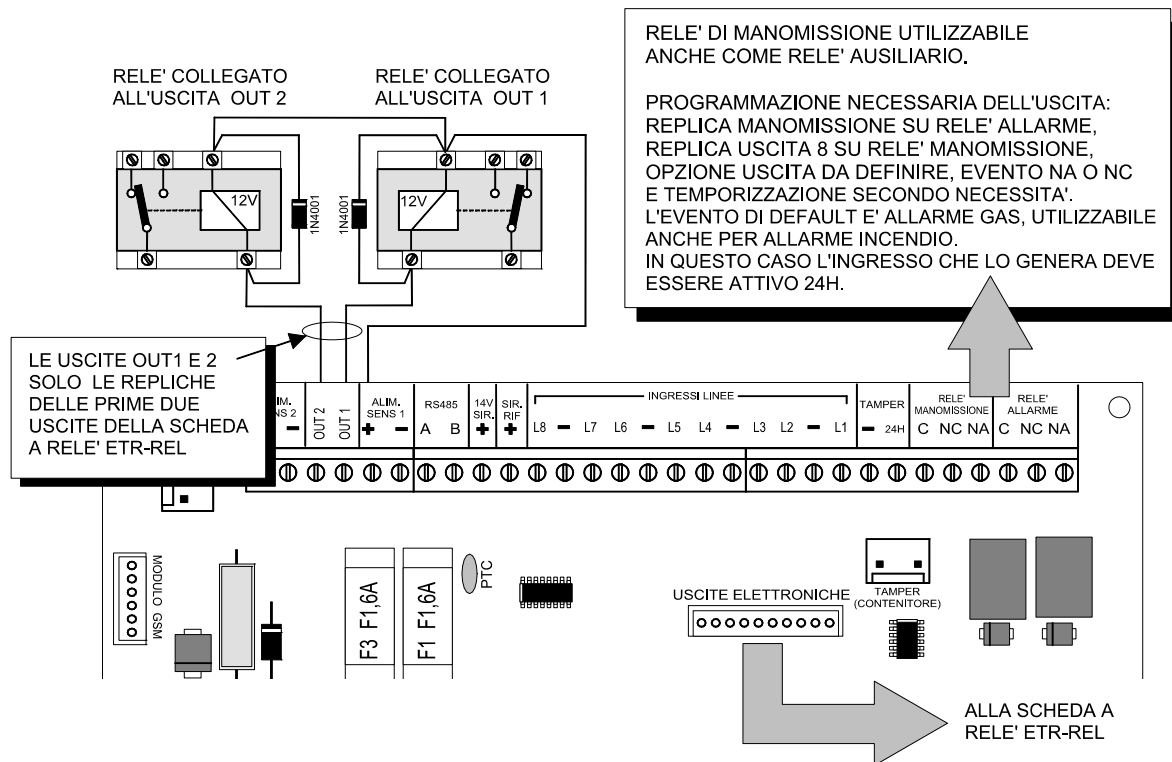 RELE' DI MANOMISSIONE UTILIZZABILE
ANCHE COME RELE' AUSILIARIO.
PROGRAMMAZIONE NECESSARIA DELL'USCITA:
REPLICA MANOMISSIONE SU RELE' ALLARME,
REPLICA USCITA 8 SU RELE' MANOMISSIONE,
OPZIONE USCITA DA DEFINIRE, EVENTO NA O NC
E TEMPORIZZAZIONE SECONDO NECESSITA'.
L'EVENTO DI DEFAULT E' ALLARME GAS, UTILIZZABILE
ANCHE PER ALLARME INCENDIO.
IN QUESTO CASO L'INGRESSO CHE LO GENERA DEVE
ESSERE ATTIVO 24H.
RELE' COLLEGATO
ALL'USCITA OUT 2
RELE' COLLEGATO
ALL'USCITA OUT 1
12V
1N4001
1N4001
12V
LE USCITE OUT1 E 2
SOLO LE REPLICHE
DELLE PRIME DUE
USCITE DELLA SCHEDA
A RELE' ETR-REL
IM.
NS 2
–
OUT 2
OUT 1
ALIM.
SENS 1
+ –
RS485
A B
14V
SIR.
+
SIR.
RIF
+
INGRESSI LINEE
L8 – L7 L6 – L5 L4 – L3 L2 – L1
TAMPER
– 24H
RELE'
MANOMISSIONE
C NC NA
RELE'
ALLARME
C NC NA
MODULO GSM
F3 F1,6A
F1 F1,6A
PTC
USCITE ELETTRONICHE
TAMPER
(CONTENITORE)
ALLA SCHEDA A
RELE' ETR-REL